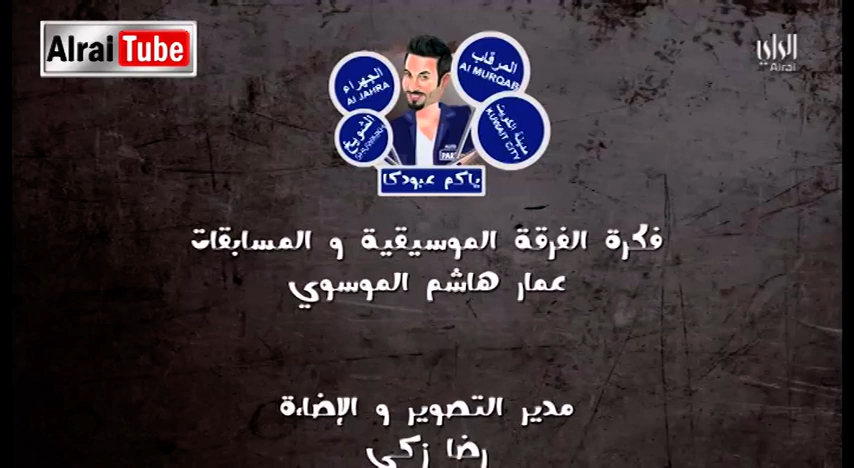 Alrai Tube
الراي
Alrai
الجهراء
Al JAHRA
المرقاب
Al MURQAB
الشويخ
SHUWAIKH
مدينة الكويت
KUWAIT CITY
ياكم عبودكا
فكرة الفرقة الموسيقية و المسابقات
عمار هاشم الموسوي
مدير التصوير و الإضاءة
رضا زكي